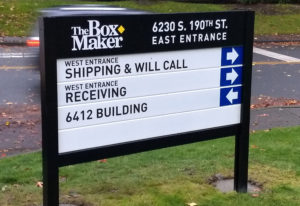 The Box
Maker
6230 S. 190TH ST.
EAST ENTRANCE
WEST ENTRANCE
SHIPPING & WILL CALL
WEST ENTRANCE
RECEIVING
6412 BUILDING